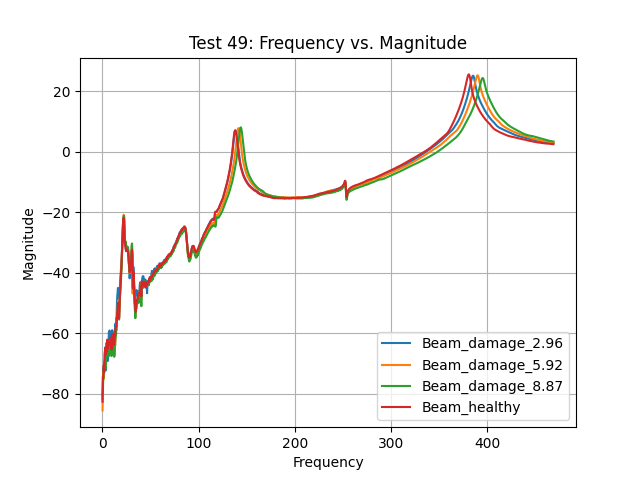 Test 49: Frequency vs. Magnitude
20
0
−20
−40
−60
−80
Magnitude
0
100
200
300
400
Frequency
Beam_damage_2.96
Beam_damage_5.92
Beam_damage_8.87
Beam_healthy